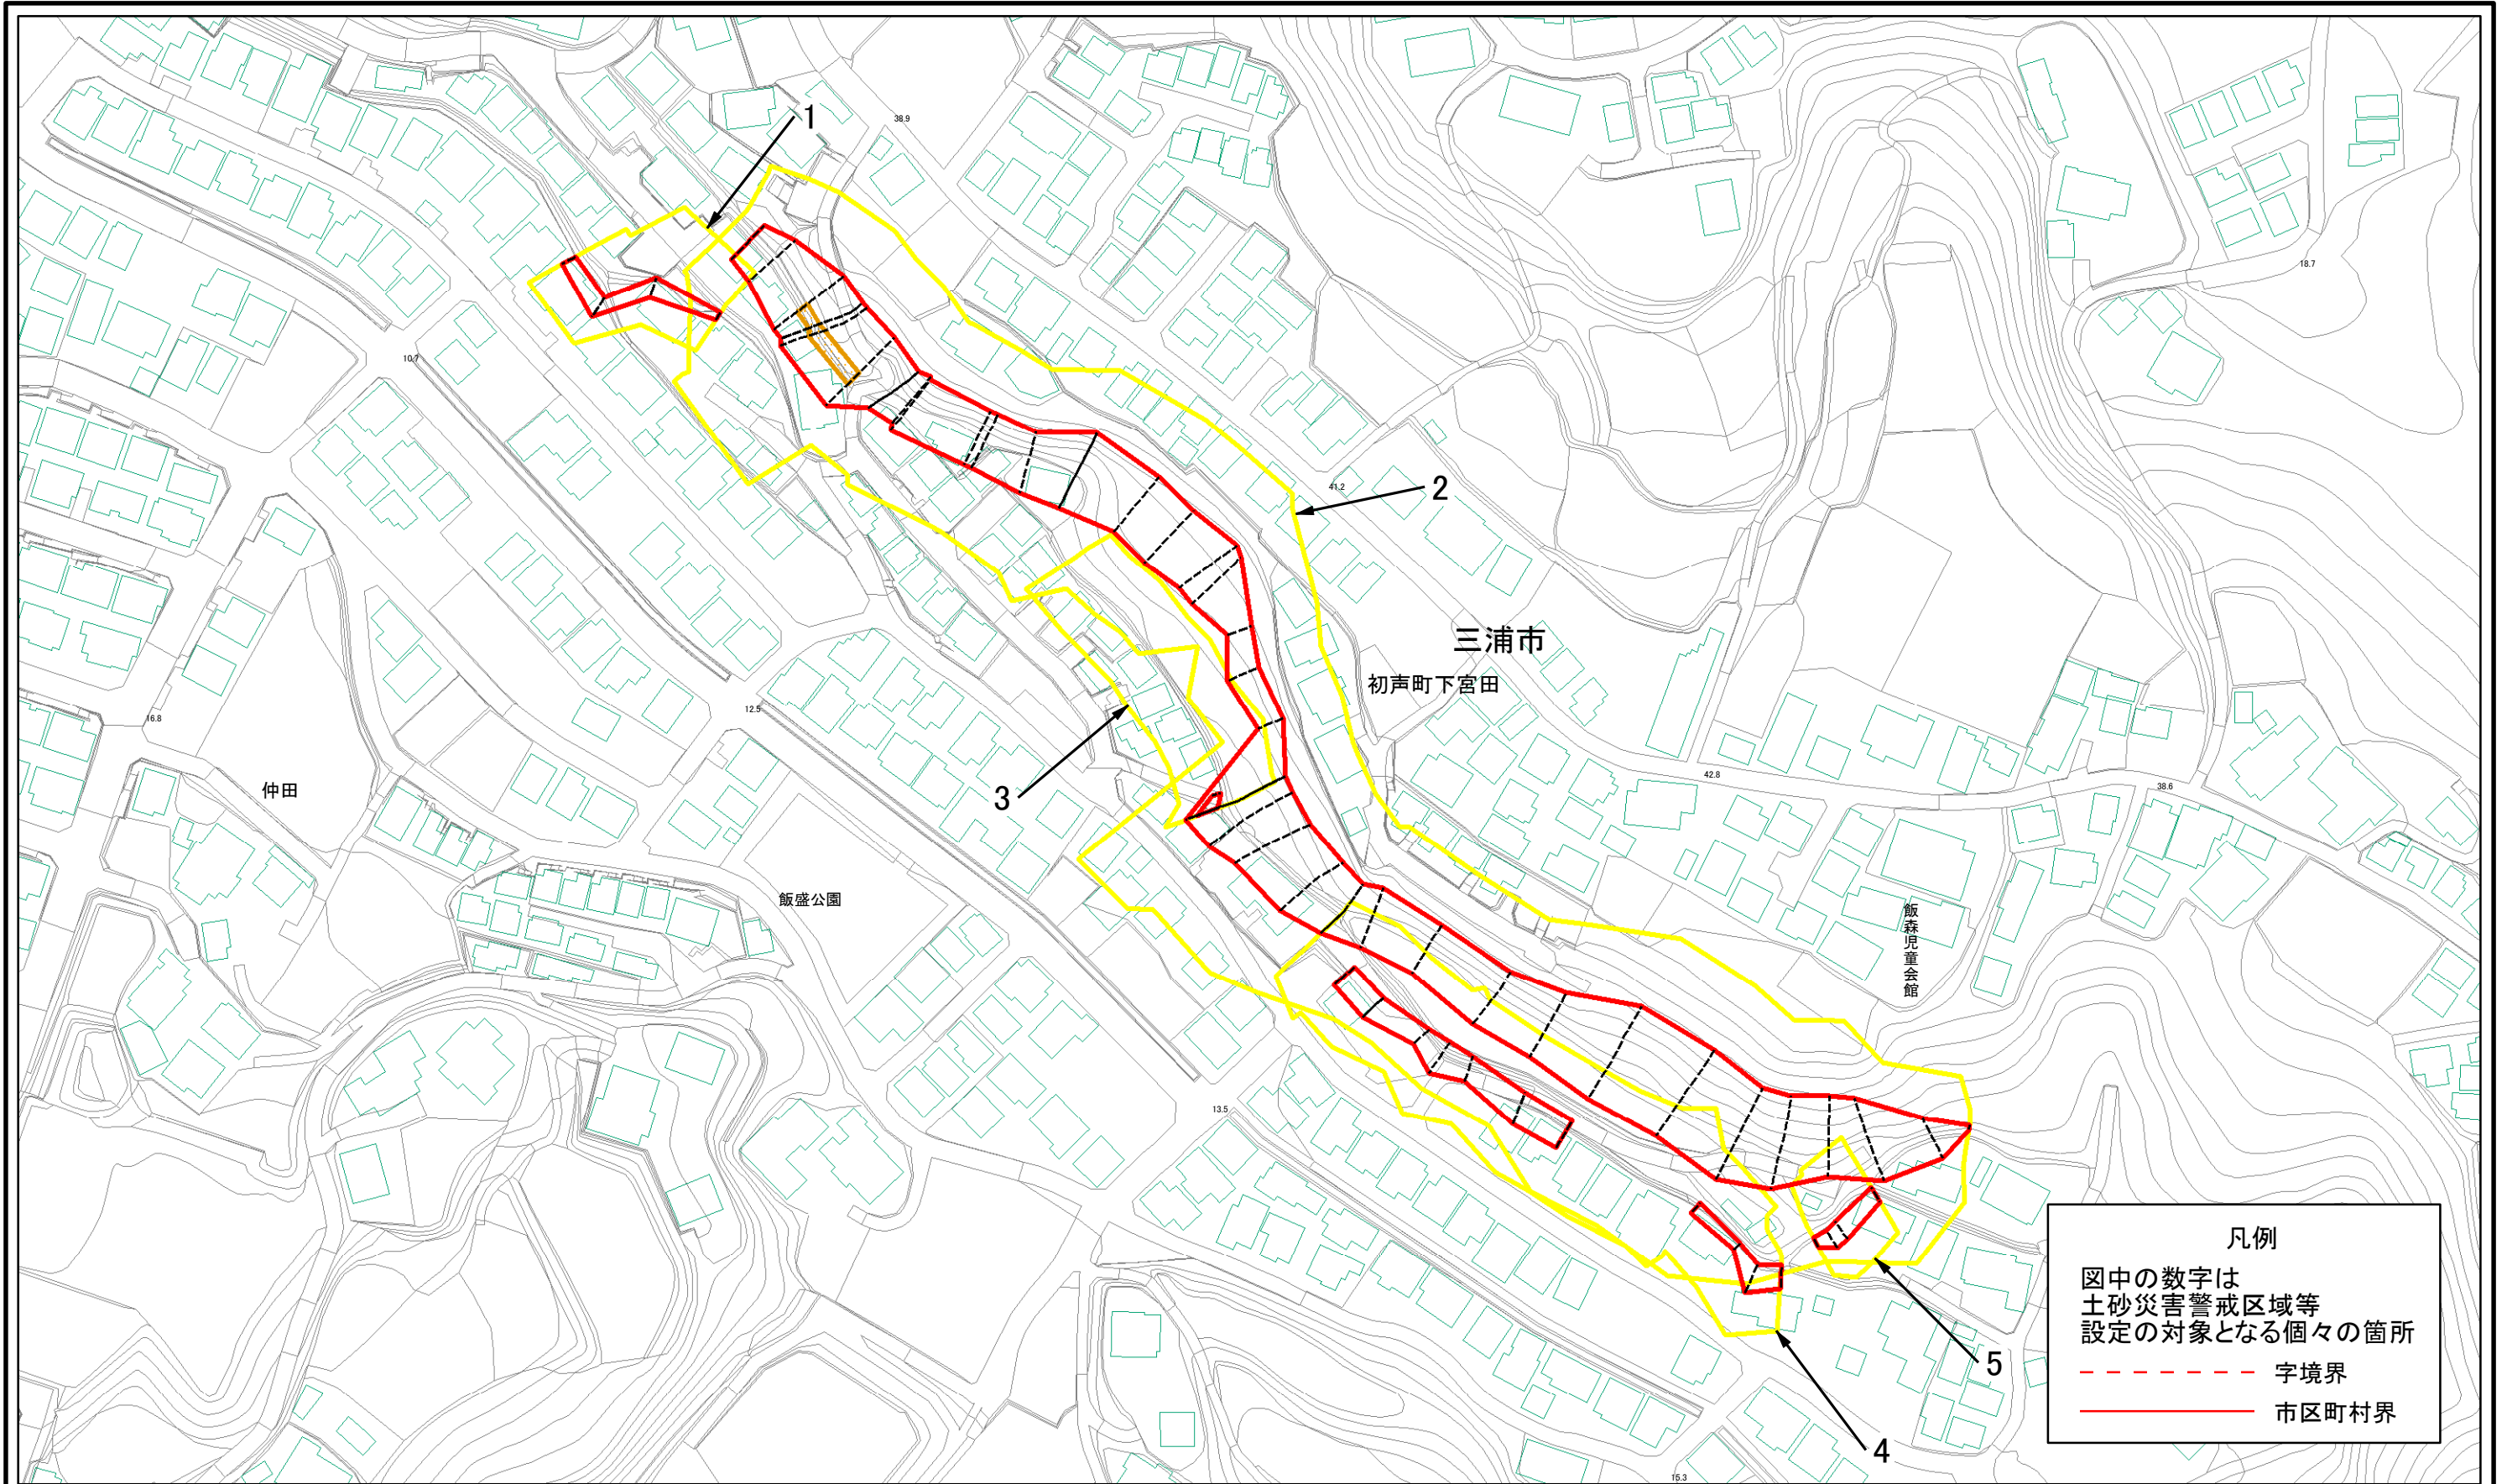 1
38.9
18.7
10.7
2
41.2
三浦市
初声町下宮田
12.5
16.8
3
仲田
42.8
38.6
飯盛公園
飯森児童会館
13.5
5
4
15.3
凡例
図中の数字は
土砂災害警戒区域等
設定の対象となる個々の箇所
字境界
市区町村界